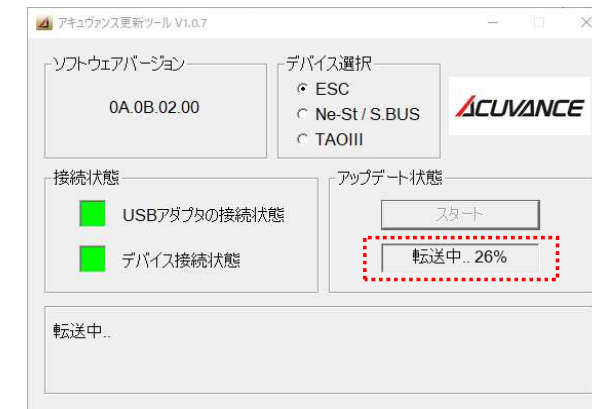 アキュヴァンス更新ツール V1.0.7
ソフトウェアバージョン
0A.0B.02.00
デバイス選択
ESC
Ne-St / S.BUS
TAOIII
ACUVANCE
接続状態
USBアダプタの接続状態
デバイス接続状態
アップデート状態
スタート
転送中.. 26%
転送中..